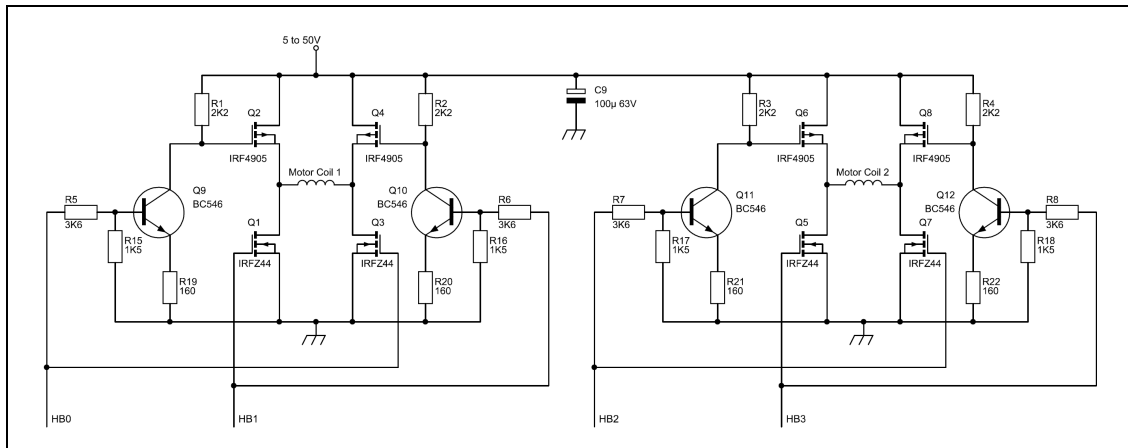 5 to 50V
R1
2K2
Q2
IRF4905
Q4
IRF4905
R2
2K2
C9
100µ 63V
R3
2K2
Q6
IRF4905
Q8
IRF4905
R4
2K2
Motor Coil 1
Motor Coil 2
R5
3K6
Q9
BC546
Q10
BC546
R6
3K6
R7
3K6
Q11
BC546
Q12
BC546
R8
3K6
R15
1K5
Q1
IRFZ44
Q3
IRFZ44
R16
1K5
R17
1K5
Q5
IRFZ44
Q7
IRFZ44
R18
1K5
R19
160
R20
160
R21
160
R22
160
HB0
HB1
HB2
HB3